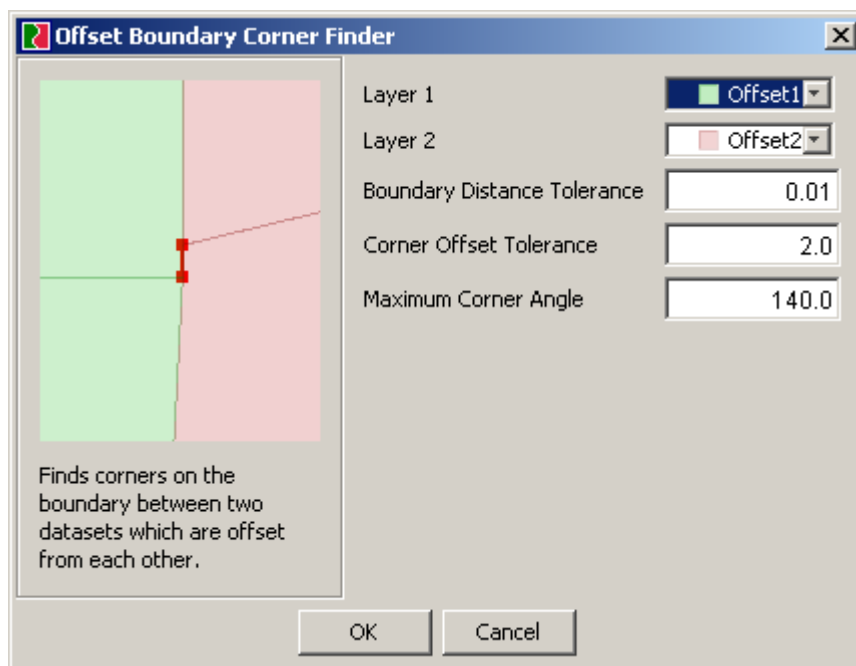 Offset Boundary Corner Finder
Layer 1
Offset1
Layer 2
Offset2
Boundary Distance Tolerance
0.01
Corner Offset Tolerance
2.0
Maximum Corner Angle
140.0
Finds corners on the
boundary between two
datasets which are offset
from each other.
OK
Cancel